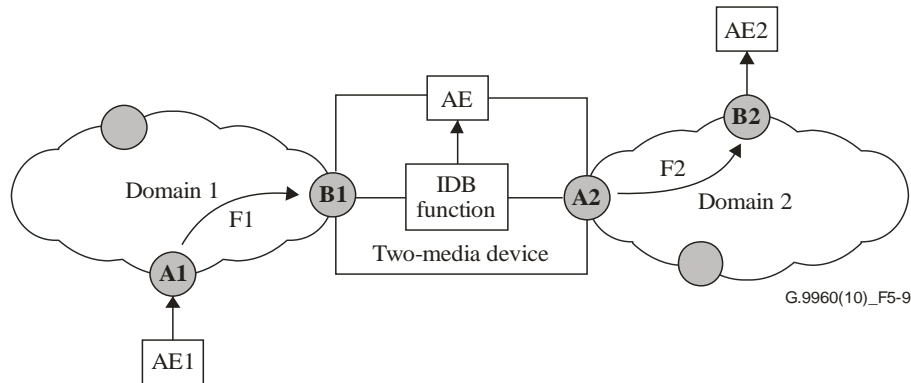 AE2
AE
B2
F2
Domain 1
B1
IDB
function
A2
Domain 2
F1
Two-media device
A1
G.9960(10)_F5-9
AE1